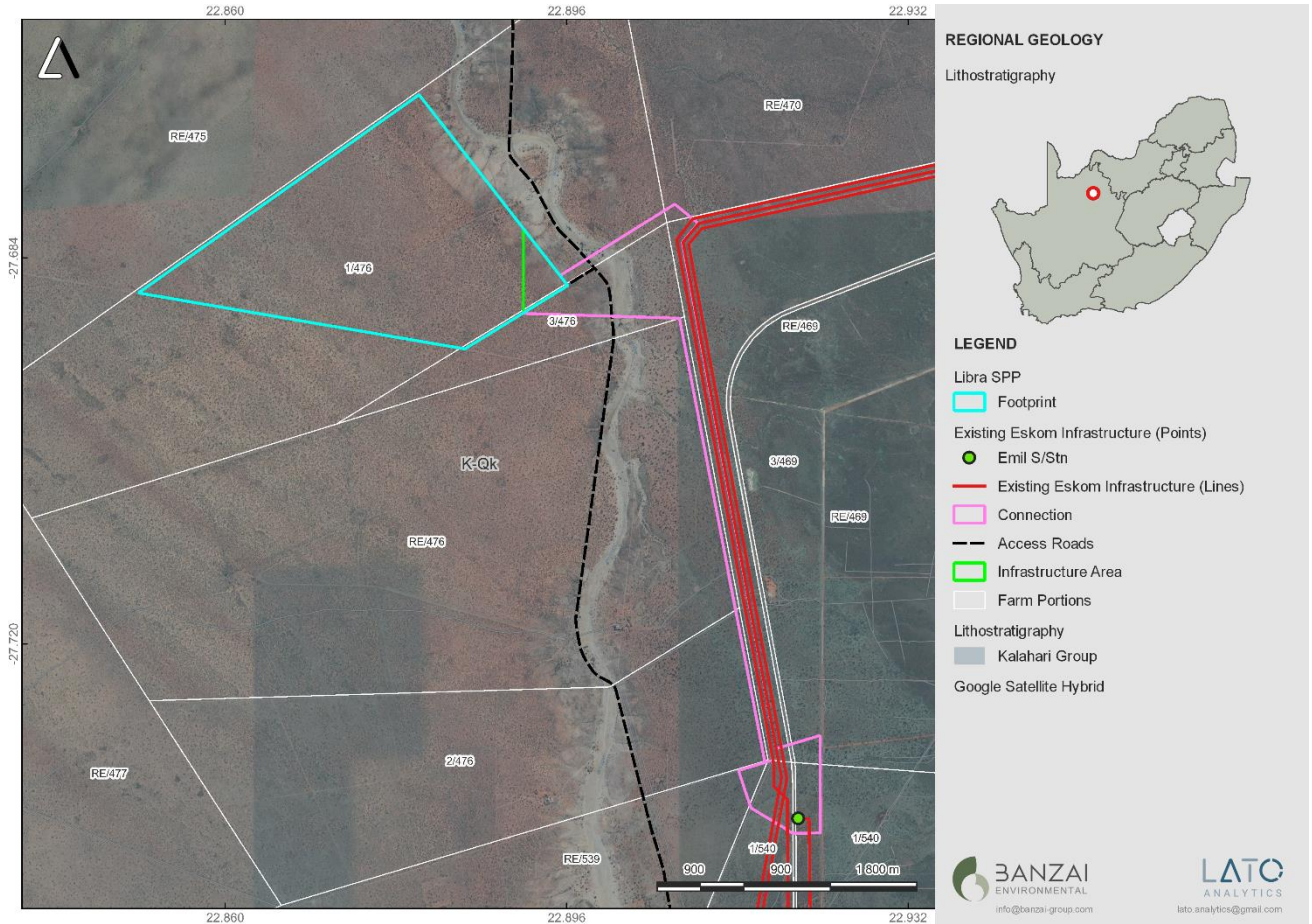 22.860
22.896
22.932
-27.684
-27.720
22.860
22.896
22.932
RE/475
RE/470
1/476
3/476
RE/469
3/469
RE/469
K-Qk
RE/476
2/476
RE/477
RE/539
1/540
1/540
900
900
1 800 m
REGIONAL GEOLOGY
Lithostratigraphy
LEGEND
Libra SPP
Footprint
Existing Eskom Infrastructure (Points)
Emil S/Stn
Existing Eskom Infrastructure (Lines)
Connection
Access Roads
Infrastructure Area
Farm Portions
Lithostratigraphy
Kalahari Group
Google Satellite Hybrid
BANZAI
ENVIRONMENTAL
info@banzai-group.com
LATO
ANALYTICS
lato.analytics@gmail.com